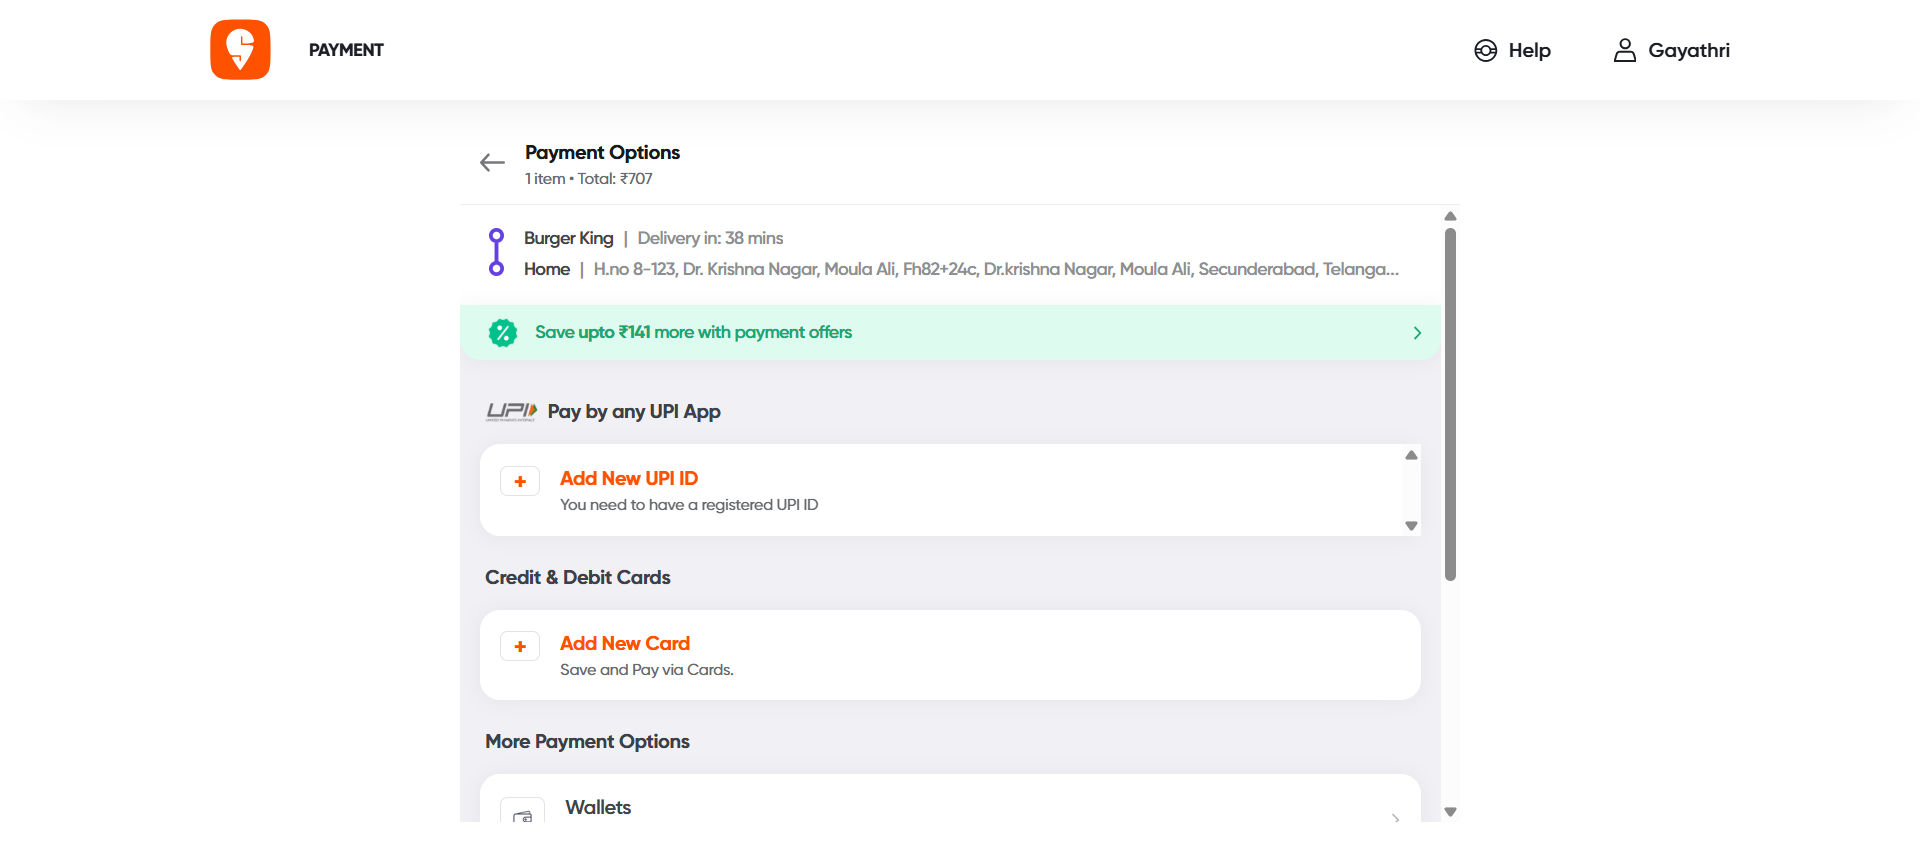 PAYMENT
Help
Gayathri
Payment Options
1 item • Total: ₹707
Burger King | Delivery in: 38 mins
Home | H.no 8-123, Dr. Krishna Nagar, Moula Ali, Fh82+24c, Dr.krishna Nagar, Moula Ali, Secunderabad, Telanga...
Save upto ₹141 more with payment offers
UPI Pay by any UPI App
Add New UPI ID
You need to have a registered UPI ID
Credit & Debit Cards
Add New Card
Save and Pay via Cards.
More Payment Options
Wallets